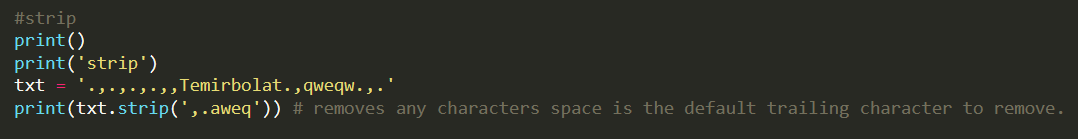 #strip
print()
print('strip')
txt = '.,.,.,.,,Temirbolat.,qweqw.,.'
print(txt.strip(',.aweq')) # removes any characters space is the default trailing character to remove.